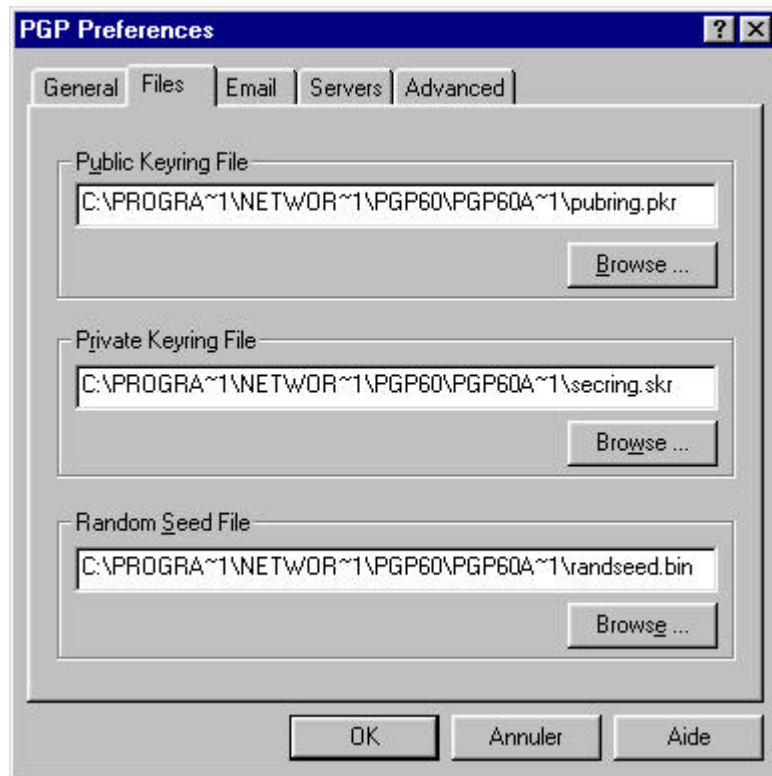 PGP Preferences
General Files Email Servers Advanced
Public Keyring File
C:\PROGRA~1\NETWOR~1\PGP60\PGP60A~1\pubring.pkr
Browse ...
Private Keyring File
C:\PROGRA~1\NETWOR~1\PGP60\PGP60A~1\secring.skr
Browse ...
Random Seed File
C:\PROGRA~1\NETWOR~1\PGP60\PGP60A~1\randseed.bin
Browse ...
OK Annuler Aide